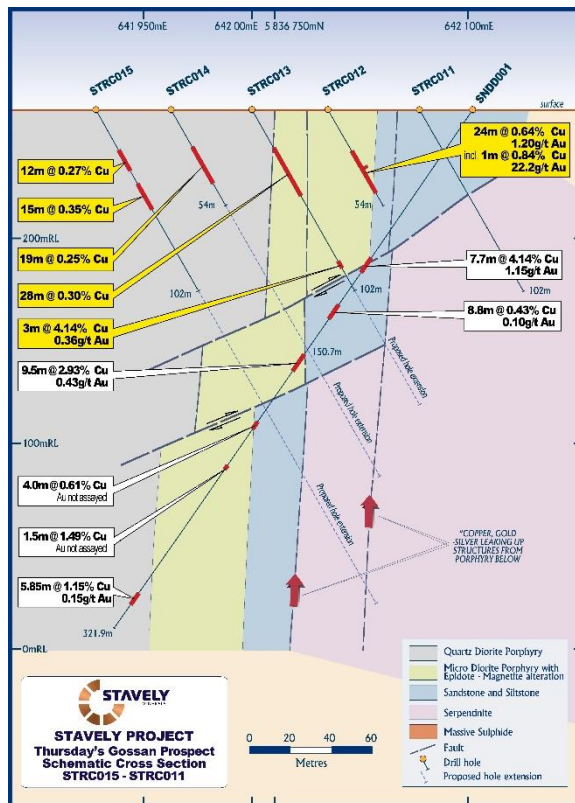 641 950mE
642 00mE
5 836 750mN
642 100mE
STRC015
STRC014
STRC013
STRC012
STRC011
SNDD001
surface
24m @ 0.64% Cu
1.20g/t Au
incl. 1m @ 0.84% Cu
22.2g/t Au
12m @ 0.27% Cu
15m @ 0.35% Cu
54m
54m
200mRL
19m @ 0.25% Cu
7.7m @ 4.14% Cu
1.15g/t Au
28m @ 0.30% Cu
102m
102m
102m
8.8m @ 0.43% Cu
0.10g/t Au
3m @ 4.14% Cu
0.36g/t Au
150.7m
9.5m @ 2.93% Cu
0.43g/t Au
Proposed hole extension
Proposed hole extension
Proposed hole extension
100mRL
4.0m @ 0.61% Cu
Au not assayed
1.5m @ 1.49% Cu
Au not assayed
"COPPER, GOLD
-SILVER LEAKING UP
STRUCTURES FROM
PORPHYRY BELOW
5.85m @ 1.15% Cu
0.15g/t Au
321.9m
0mRL
STAVELY
MINERALS
STAVELY PROJECT
Thursday's Gossan Prospect
Schematic Cross Section
STRC015 - STRC011
0 20 40 60
Metres
Quartz Diorite Porphyry
Micro Diorite Porphyry with
Epidote - Magnetite alteration
Sandstone and Siltstone
Serpencinite
Massive Sulphide
Fault
Drill hole
Proposed hole extension